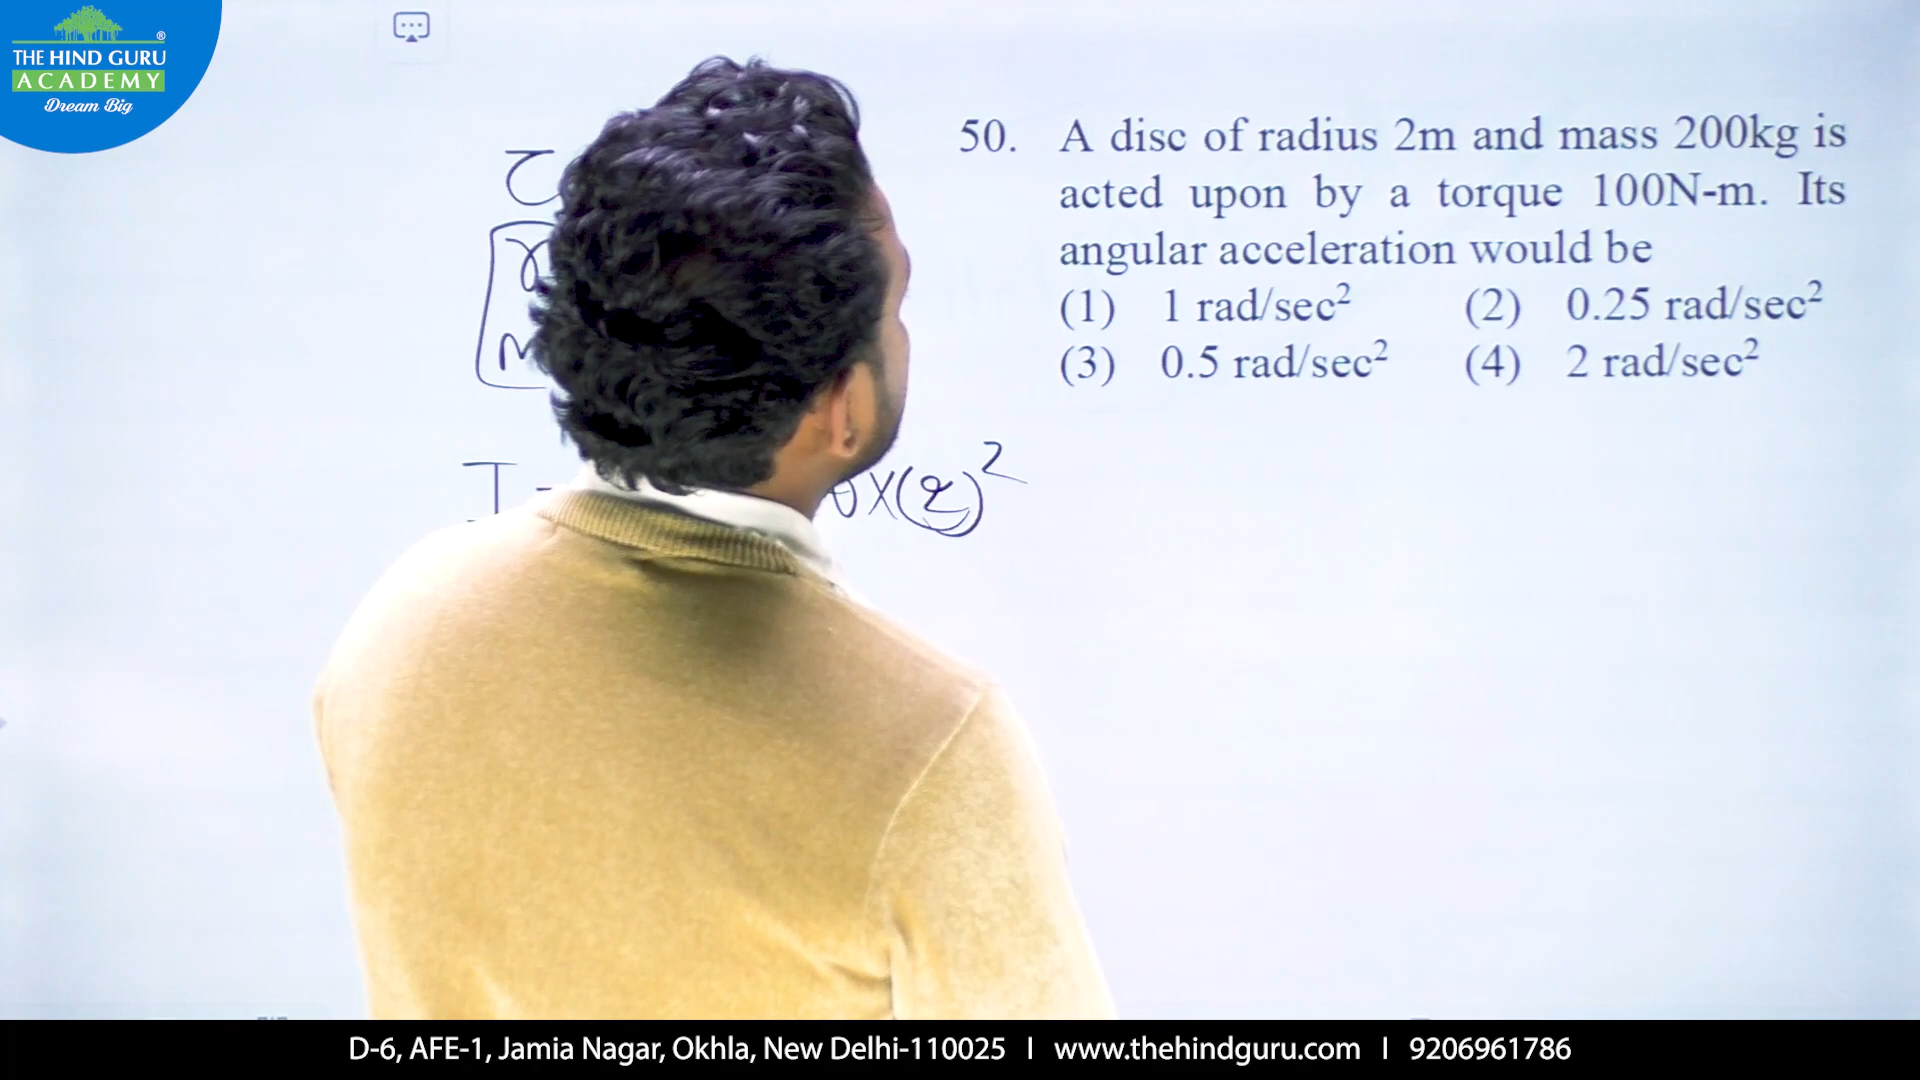 THE HIND GURU
ACADEMY
Dream Big
50. A disc of radius 2m and mass 200kg is
acted upon by a torque 100N-m. Its
angular acceleration would be
(1) 1 rad/sec² (2) 0.25 rad/sec²
(3) 0.5 rad/sec² (4) 2 rad/sec²
I
X(2)²
D-6, AFE-1, Jamia Nagar, Okhla, New Delhi-110025 | www.thehindguru.com | 9206961786